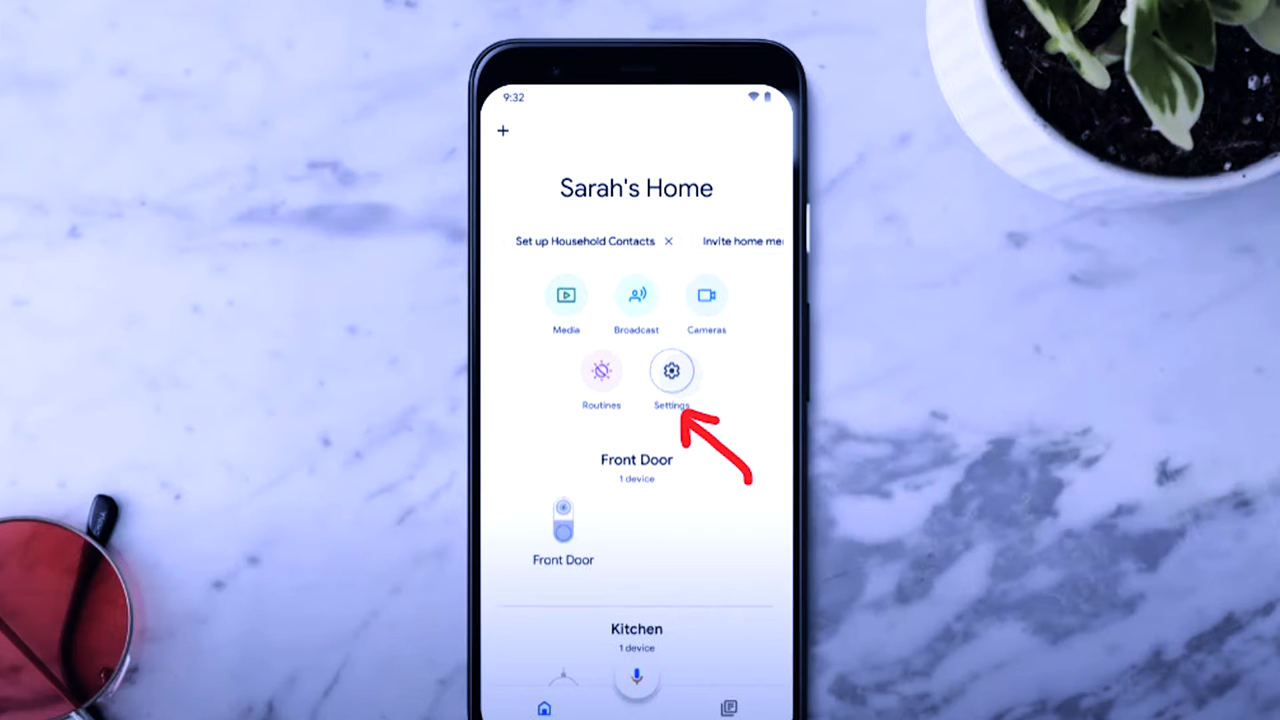 9:32
Sarah's Home
Set up Household Contacts
Invite home me
Media
Broadcast
Cameras
Routines
Settings
Front Door
1 device
Front Door
Kitchen
1 device